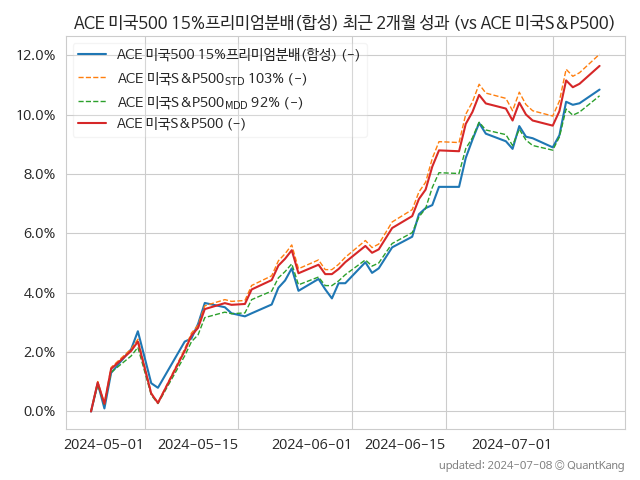 ACE 미국500 15%프리미엄분배(합성) 최근 2개월 성과 (vs ACE 미국S&P500)
12.0%
10.0%
8.0%
6.0%
4.0%
2.0%
0.0%
ACE 미국500 15%프리미엄분배(합성) (-)
ACE 미국S&P500STD 103% (-)
ACE 미국S&P500MDD 92% (-)
ACE 미국S&P500 (-)
2024-05-01 2024-05-15 2024-06-01 2024-06-15 2024-07-01
updated: 2024-07-08 @ QuantKang